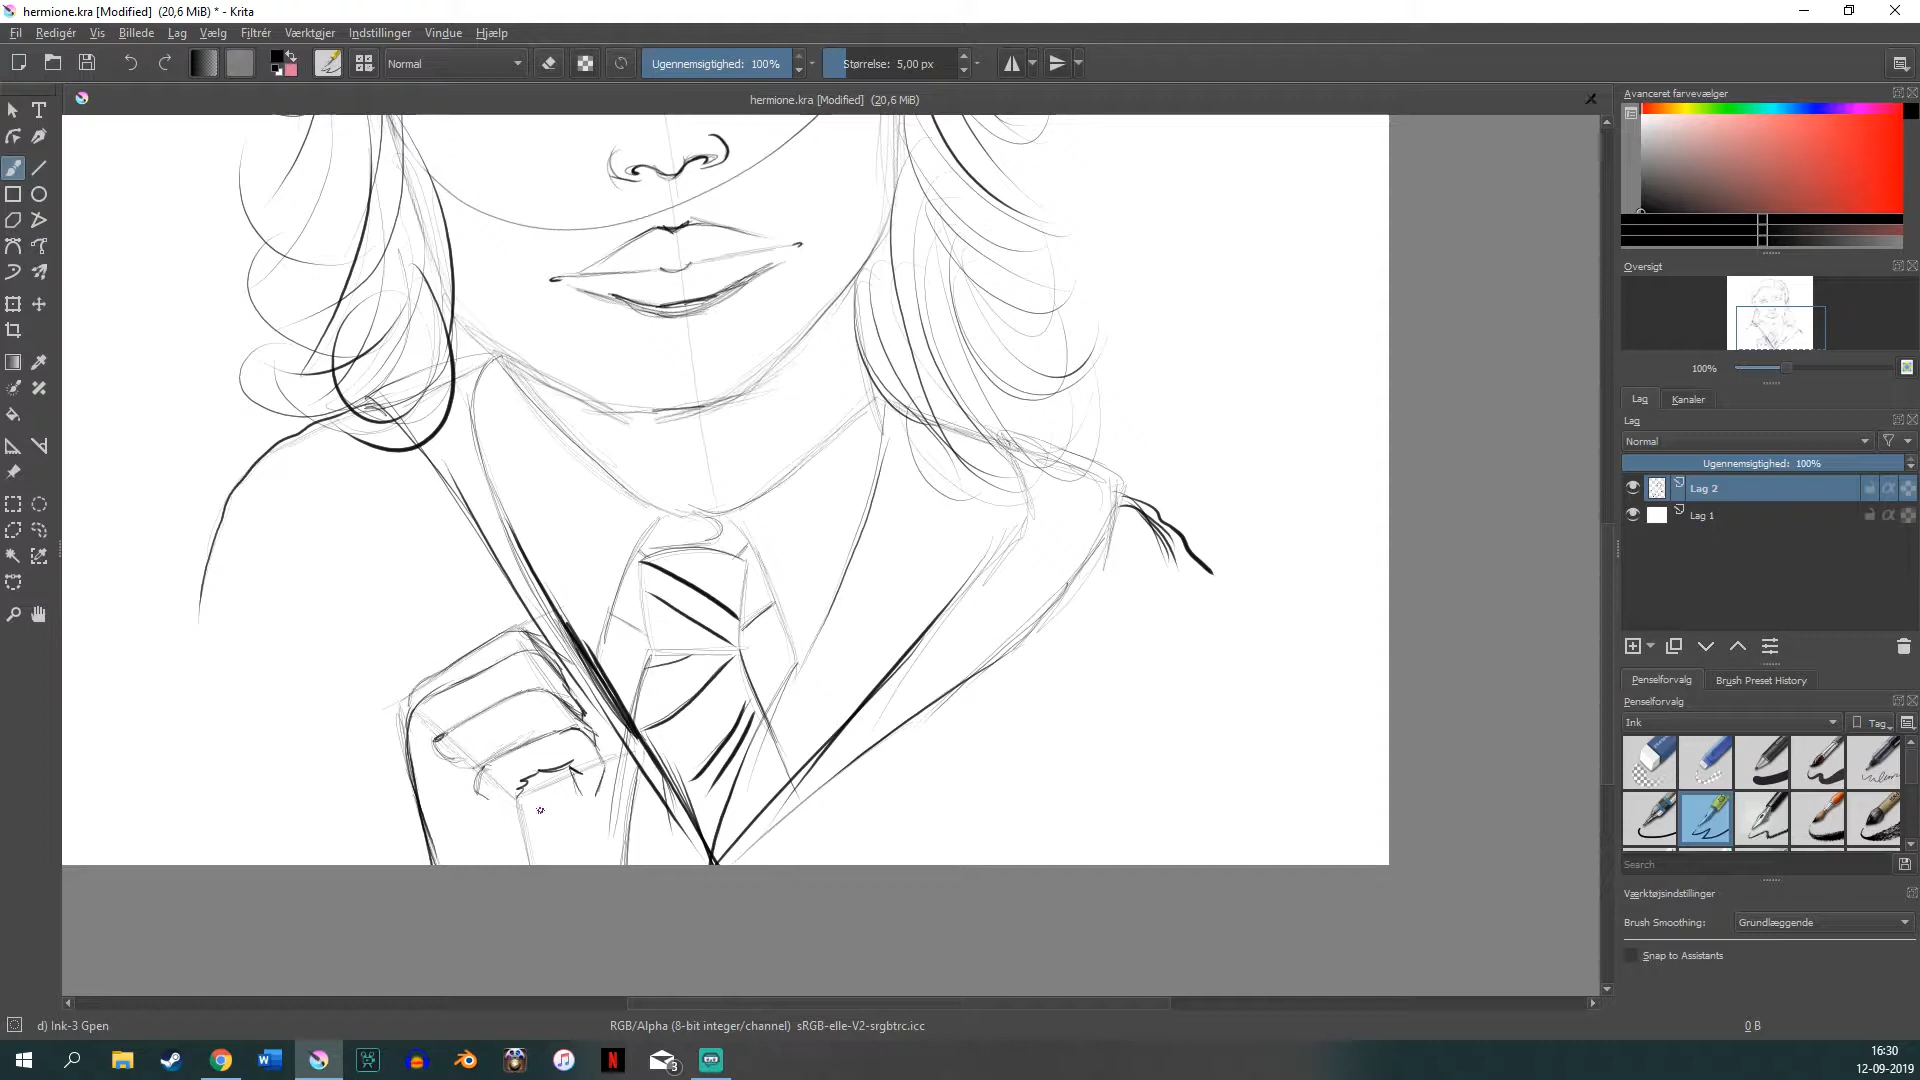 hermione.kra [Modified]  (20,6 MiB) * - Krita
Fil Redigér Vis Billede Lag Vælg Filtrér Værktøjer Indstillinger Vindue Hjælp
Normal Ugennemsigtighed: 100% Størrelse: 5,00 px
hermione.kra [Modified]  (20,6 MiB)
Avanceret farvevælger
Oversigt
100%
Lag Kanaler
Lag
Normal
Ugennemsigtighed: 100%
Lag 2
Lag 1
Penselforvalg Brush Preset History
Penselforvalg
Ink Tag
Search
Værktøjsindstillinger
Brush Smoothing: Grundlæggende
Snap to Assistants
d) Ink-3 Gpen RGB/Alpha (8-bit integer/channel)  sRGB-elle-V2-srgbtrc.icc 0 B
3
16:30
12-09-2019